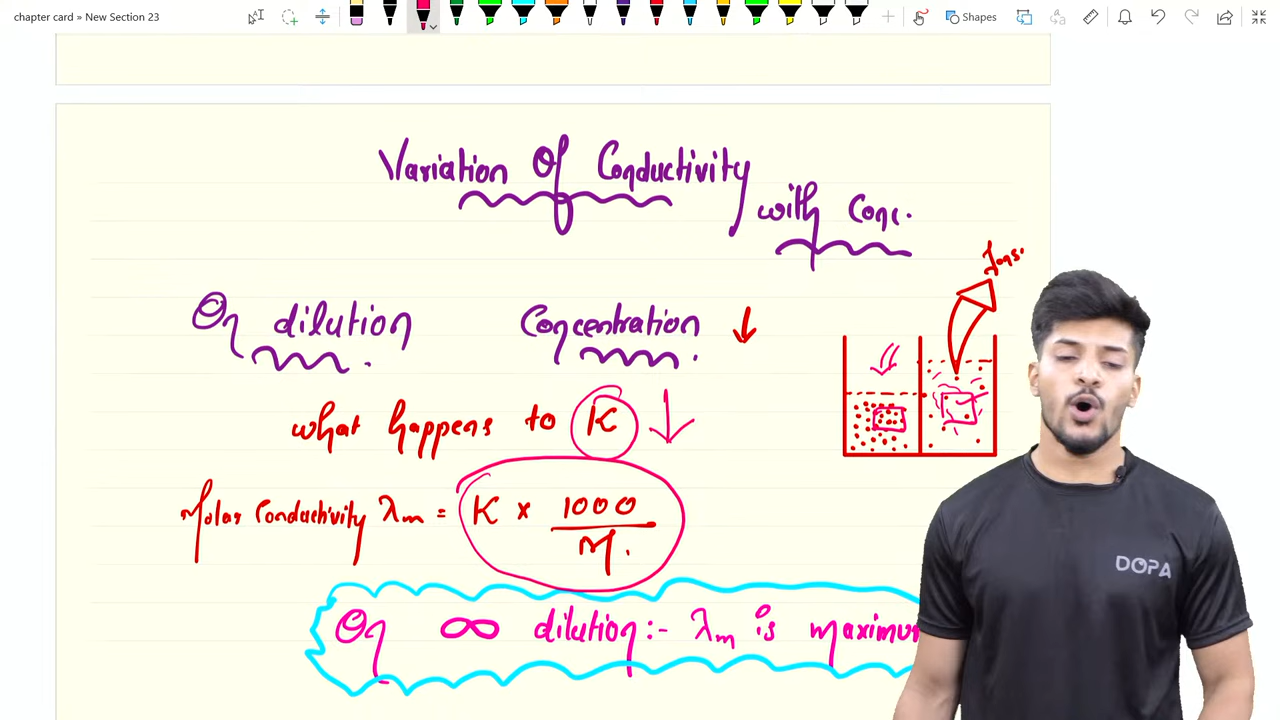 chapter card » New Section 23
Shapes
Variation Of Conductivity
with Conc.
Ions.
On dilution. Concentration. ↓
what happens to K ↓
Molar Conductivity λm = K × 1000
M.
DOPA
On ∞ dilution:- λm is